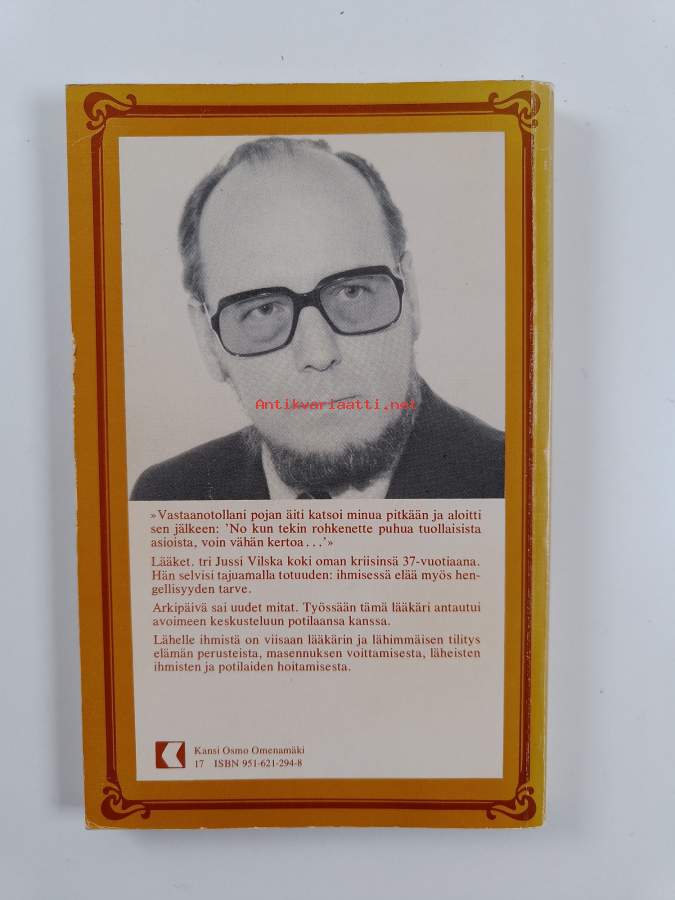 Antikvariaatti.net
»Vastaanotollani pojan äiti katsoi minua pitkään ja aloitti
sen jälkeen: 'No kun tekin rohkenette puhua tuollaisista
asioista, voin vähän kertoa...'»
Lääket. tri Jussi Vilska koki oman kriisinsä 37-vuotiaana.
Hän selvisi tajuamalla totuuden: ihmisessä elää myös hen-
gellisyyden tarve.
Arkipäivä sai uudet mitat. Työssään tämä lääkäri antautui
avoimeen keskusteluun potilaansa kanssa.
Lähelle ihmistä on viisaan lääkärin ja lähimmäisen tilitys
elämän perusteista, masennuksen voittamisesta, läheisten
ihmisten ja potilaiden hoitamisesta.
Kansi Osmo Omenamäki
17 ISBN 951-621-294-8